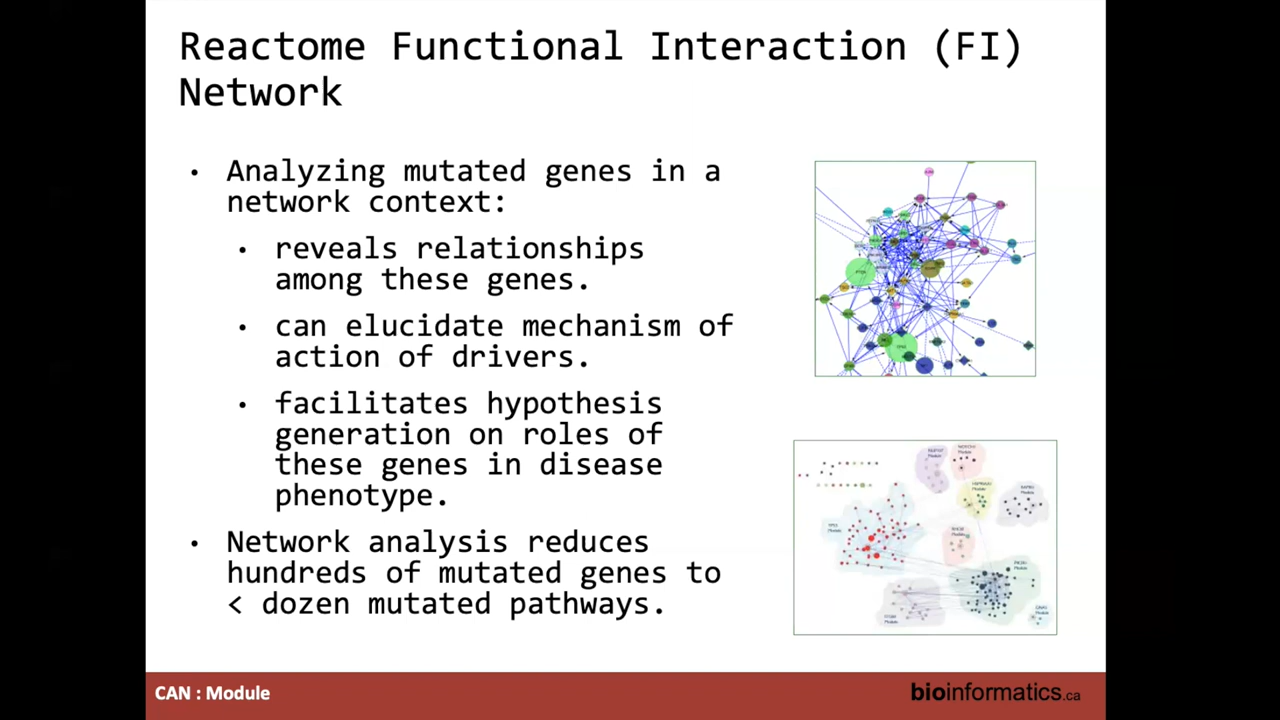 Reactome Functional Interaction (FI)
Network
• Analyzing mutated genes in a
network context:
• reveals relationships
among these genes.
• can elucidate mechanism of
action of drivers.
• facilitates hypothesis
generation on roles of
these genes in disease
phenotype.
• Network analysis reduces
hundreds of mutated genes to
< dozen mutated pathways.
CAN : Module
bioinformatics.ca